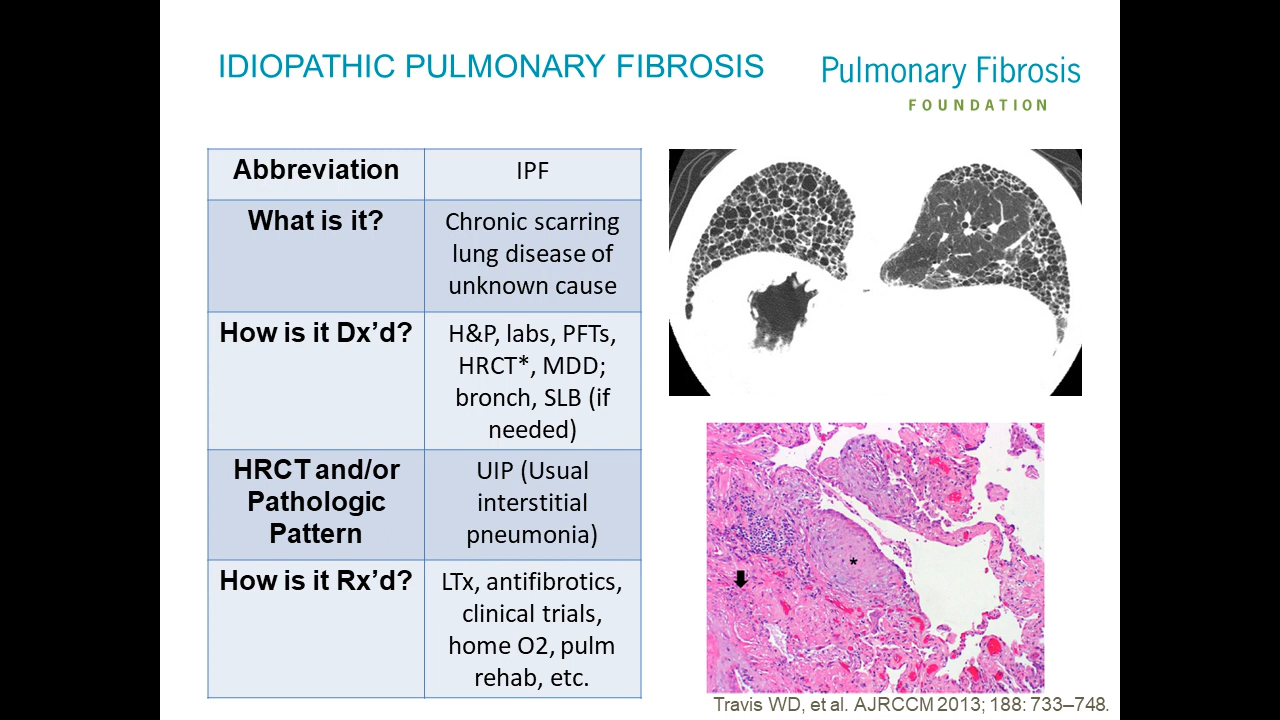 IDIOPATHIC PULMONARY FIBROSIS
Pulmonary Fibrosis
FOUNDATION
Abbreviation
IPF
What is it?
Chronic scarring
lung disease of
unknown cause
How is it Dx’d?
H&P, labs, PFTs,
HRCT*, MDD;
bronch, SLB (if
needed)
HRCT and/or
Pathologic
Pattern
UIP (Usual
interstitial
pneumonia)
How is it Rx’d?
LTx, antifibrotics,
clinical trials,
home O2, pulm
rehab, etc.
*
Travis WD, et al. AJRCCM 2013; 188: 733–748.